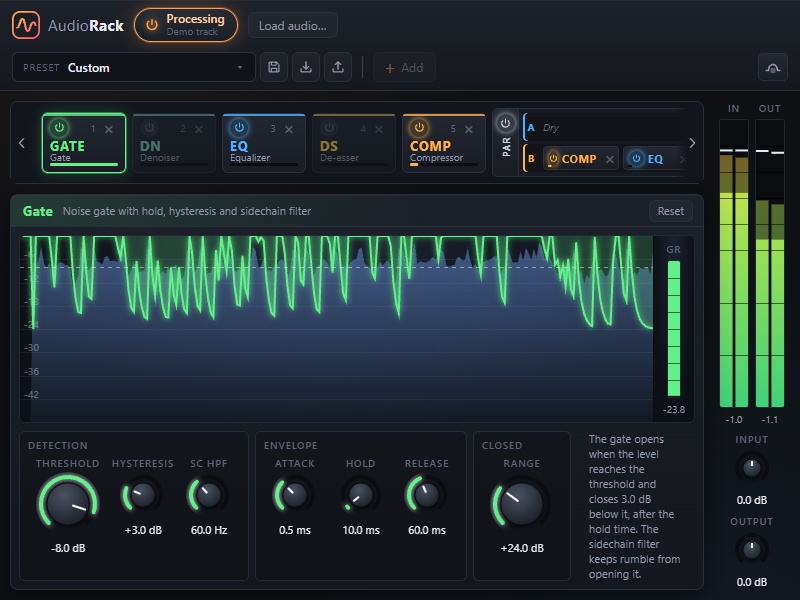 AudioRack
Processing
Demo track
Load audio...
PRESET Custom
+ Add
IN OUT
1
GATE
Gate
2
DN
Denoiser
3
EQ
Equalizer
4
DS
De-esser
5
COMP
Compressor
PAR
A Dry
B COMP EQ
Gate Noise gate with hold, hysteresis and sidechain filter
Reset
GR
-30
-36
-42
-23.8
-1.0 -1.1
DETECTION
THRESHOLD HYSTERESIS SC HPF
-8.0 dB +3.0 dB 60.0 Hz
ENVELOPE
ATTACK HOLD RELEASE
0.5 ms 10.0 ms 60.0 ms
CLOSED
RANGE
+24.0 dB
The gate opens
when the level
reaches the
threshold and
closes 3.0 dB
below it, after the
hold time. The
sidechain filter
keeps rumble from
opening it.
INPUT
0.0 dB
OUTPUT
0.0 dB